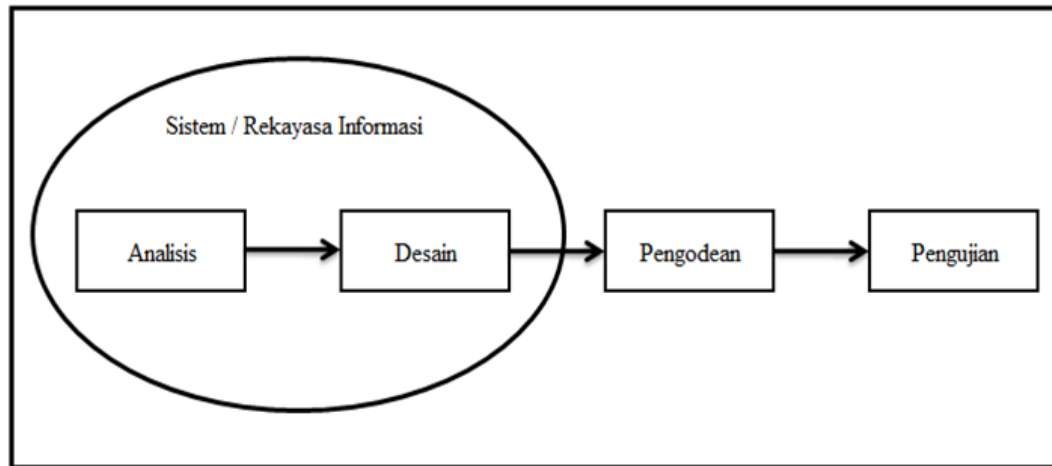 Sistem / Rekayasa Informasi
Analisis
Desain
Pengodean
Pengujian